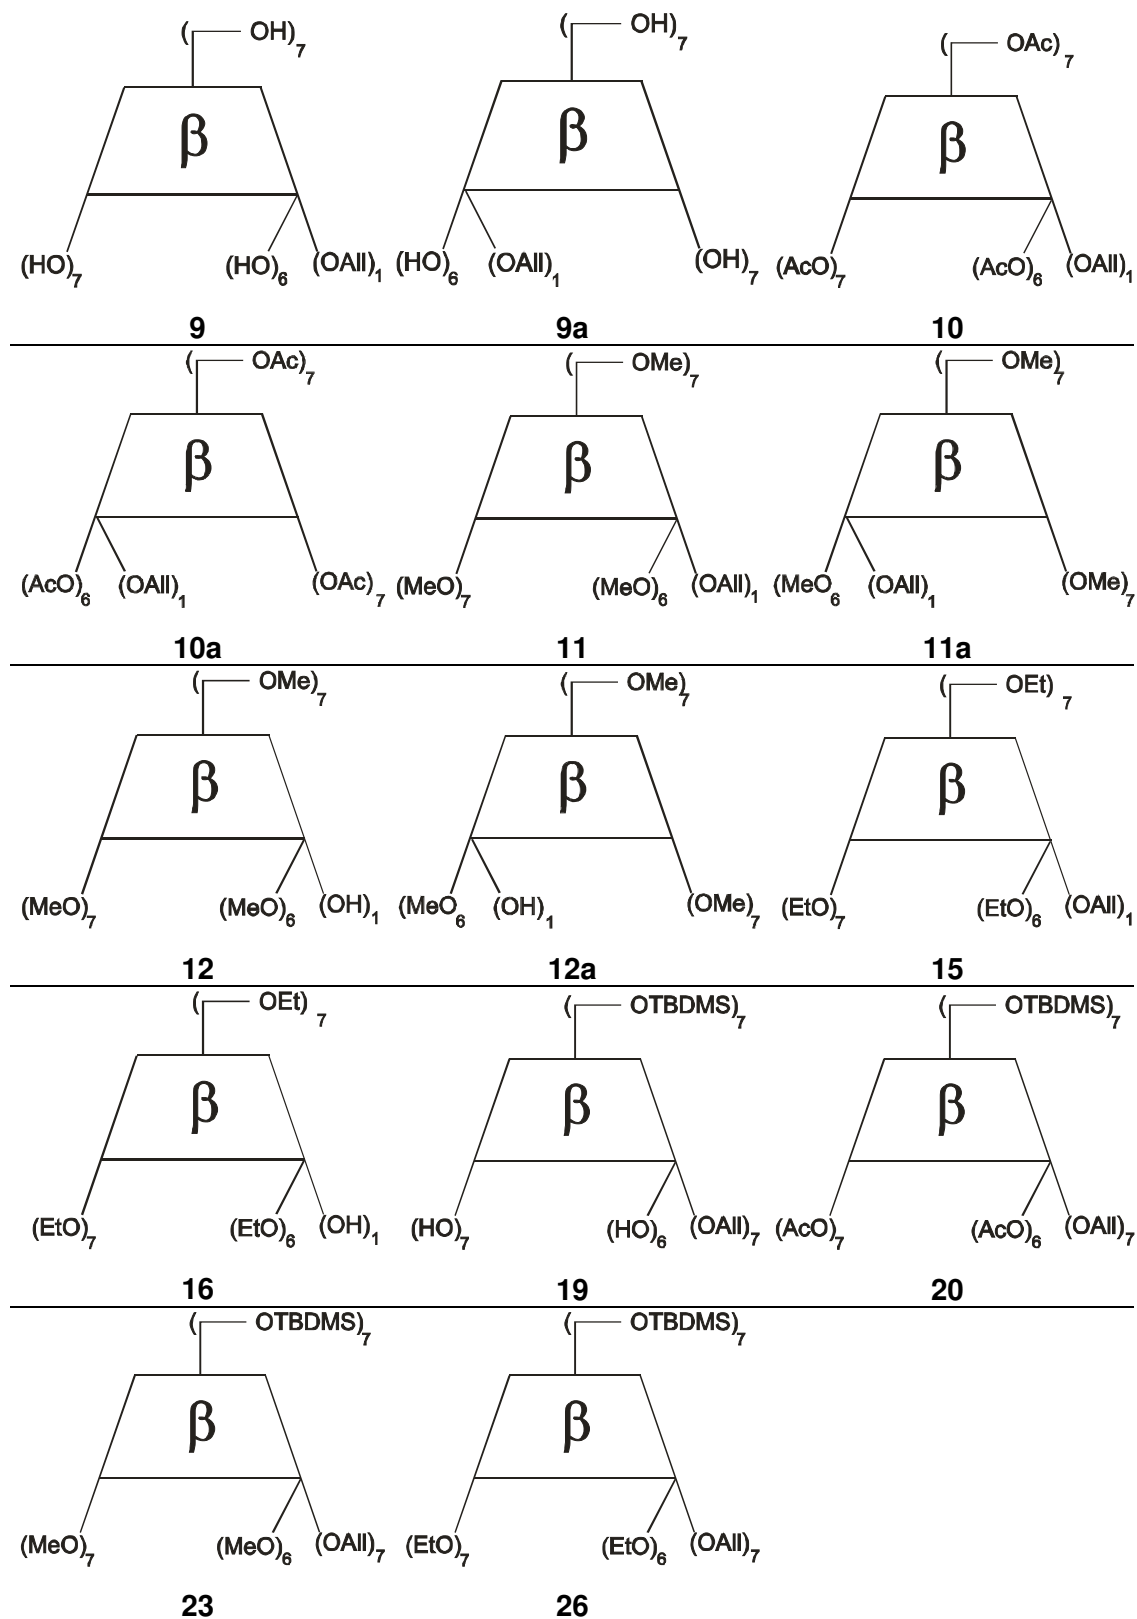 (OH)7 (OH)7 (OAc)7
β β β
(HO)7 (HO)6 (OAll)1 (HO)6 (OAll)1 (OH)7 (AcO)7 (AcO)6 (OAll)1
9 9a 10
( OAc)7 ( OMe)7 ( OMe)7
β β β
(AcO)6 (OAll)1 (OAc)7 (MeO)7 (MeO)6 (OAll)1 (MeO6 (OAll)1 (OMe)7
10a 11 11a
( OMe)7 ( OMe)7 ( OEt) 7
β β β
(MeO)7 (MeO)6 (OH)1 (MeO6 (OH)1 (OMe)7 (EtO)7 (EtO)6 (OAll)1
12 12a 15
( OEt) 7 ( OTBDMS)7 ( OTBDMS)7
β β β
(EtO)7 (EtO)6 (OH)1 (HO)7 (HO)6 (OAll)7 (AcO)7 (AcO)6 (OAll)7
16 19 20
( OTBDMS)7 ( OTBDMS)7
β β
(MeO)7 (MeO)6 (OAll)7 (EtO)7 (EtO)6 (OAll)7
23 26